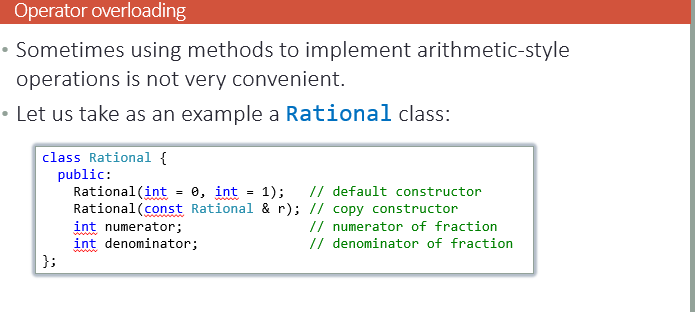 Operator overloading
• Sometimes using methods to implement arithmetic-style
operations is not very convenient.
• Let us take as an example a Rational class:
class Rational {
  public:
    Rational(int = 0, int = 1);   // default constructor
    Rational(const Rational & r); // copy constructor
    int numerator;                // numerator of fraction
    int denominator;              // denominator of fraction
};